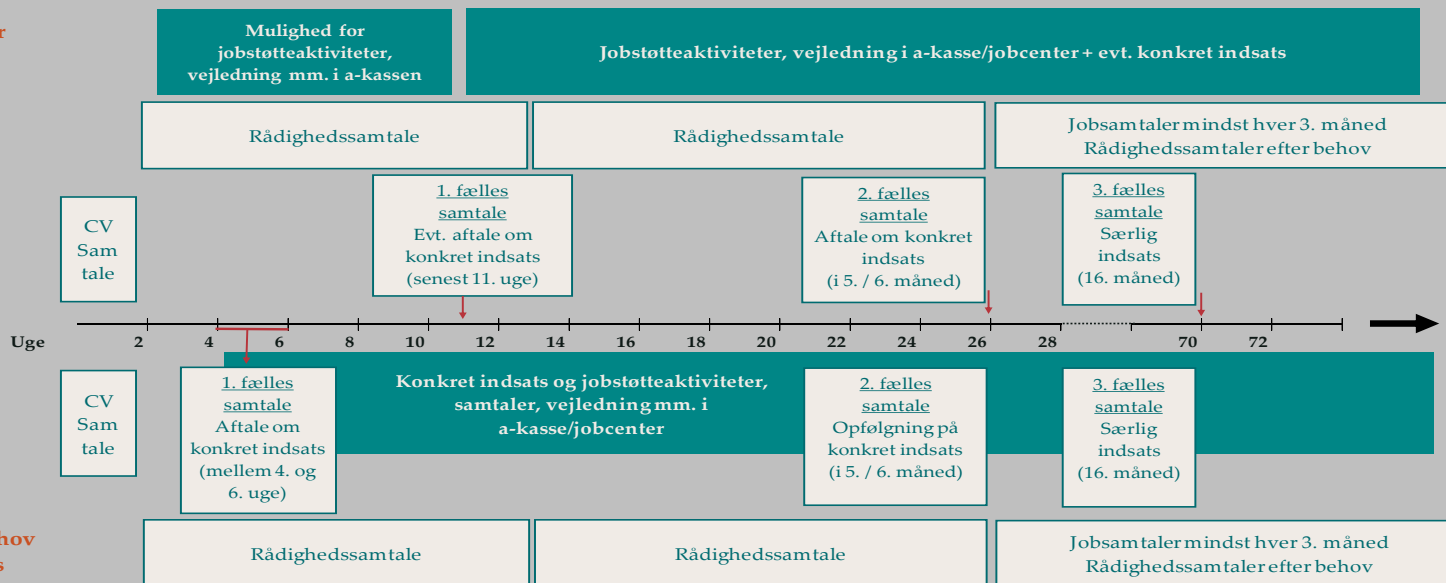 r
Mulighed for
jobstøtteaktiviteter,
vejledning mm. i a-kassen
Jobstøtteaktiviteter, vejledning i a-kasse/jobcenter + evt. konkret indsats
Rådighedssamtale
Rådighedssamtale
Jobsamtaler mindst hver 3. måned
Rådighedssamtaler efter behov
CV
Sam
tale
1. fælles
samtale
Evt. aftale om
konkret indsats
(senest 11. uge)
2. fælles
samtale
Aftale om konkret
indsats
(i 5. / 6. måned)
3. fælles
samtale
Særlig
indsats
(16. måned)
Uge 2 4 6 8 10 12 14 16 18 20 22 24 26 28 70 72
CV
Sam
tale
1. fælles
samtale
Aftale om
konkret indsats
(mellem 4. og
6. uge)
Konkret indsats og jobstøtteaktiviteter,
samtaler, vejledning mm. i
a-kasse/jobcenter
2. fælles
samtale
Opfølgning på
konkret indsats
(i 5. / 6. måned)
3. fælles
samtale
Særlig
indsats
(16. måned)
hov
s
Rådighedssamtale
Rådighedssamtale
Jobsamtaler mindst hver 3. måned
Rådighedssamtaler efter behov